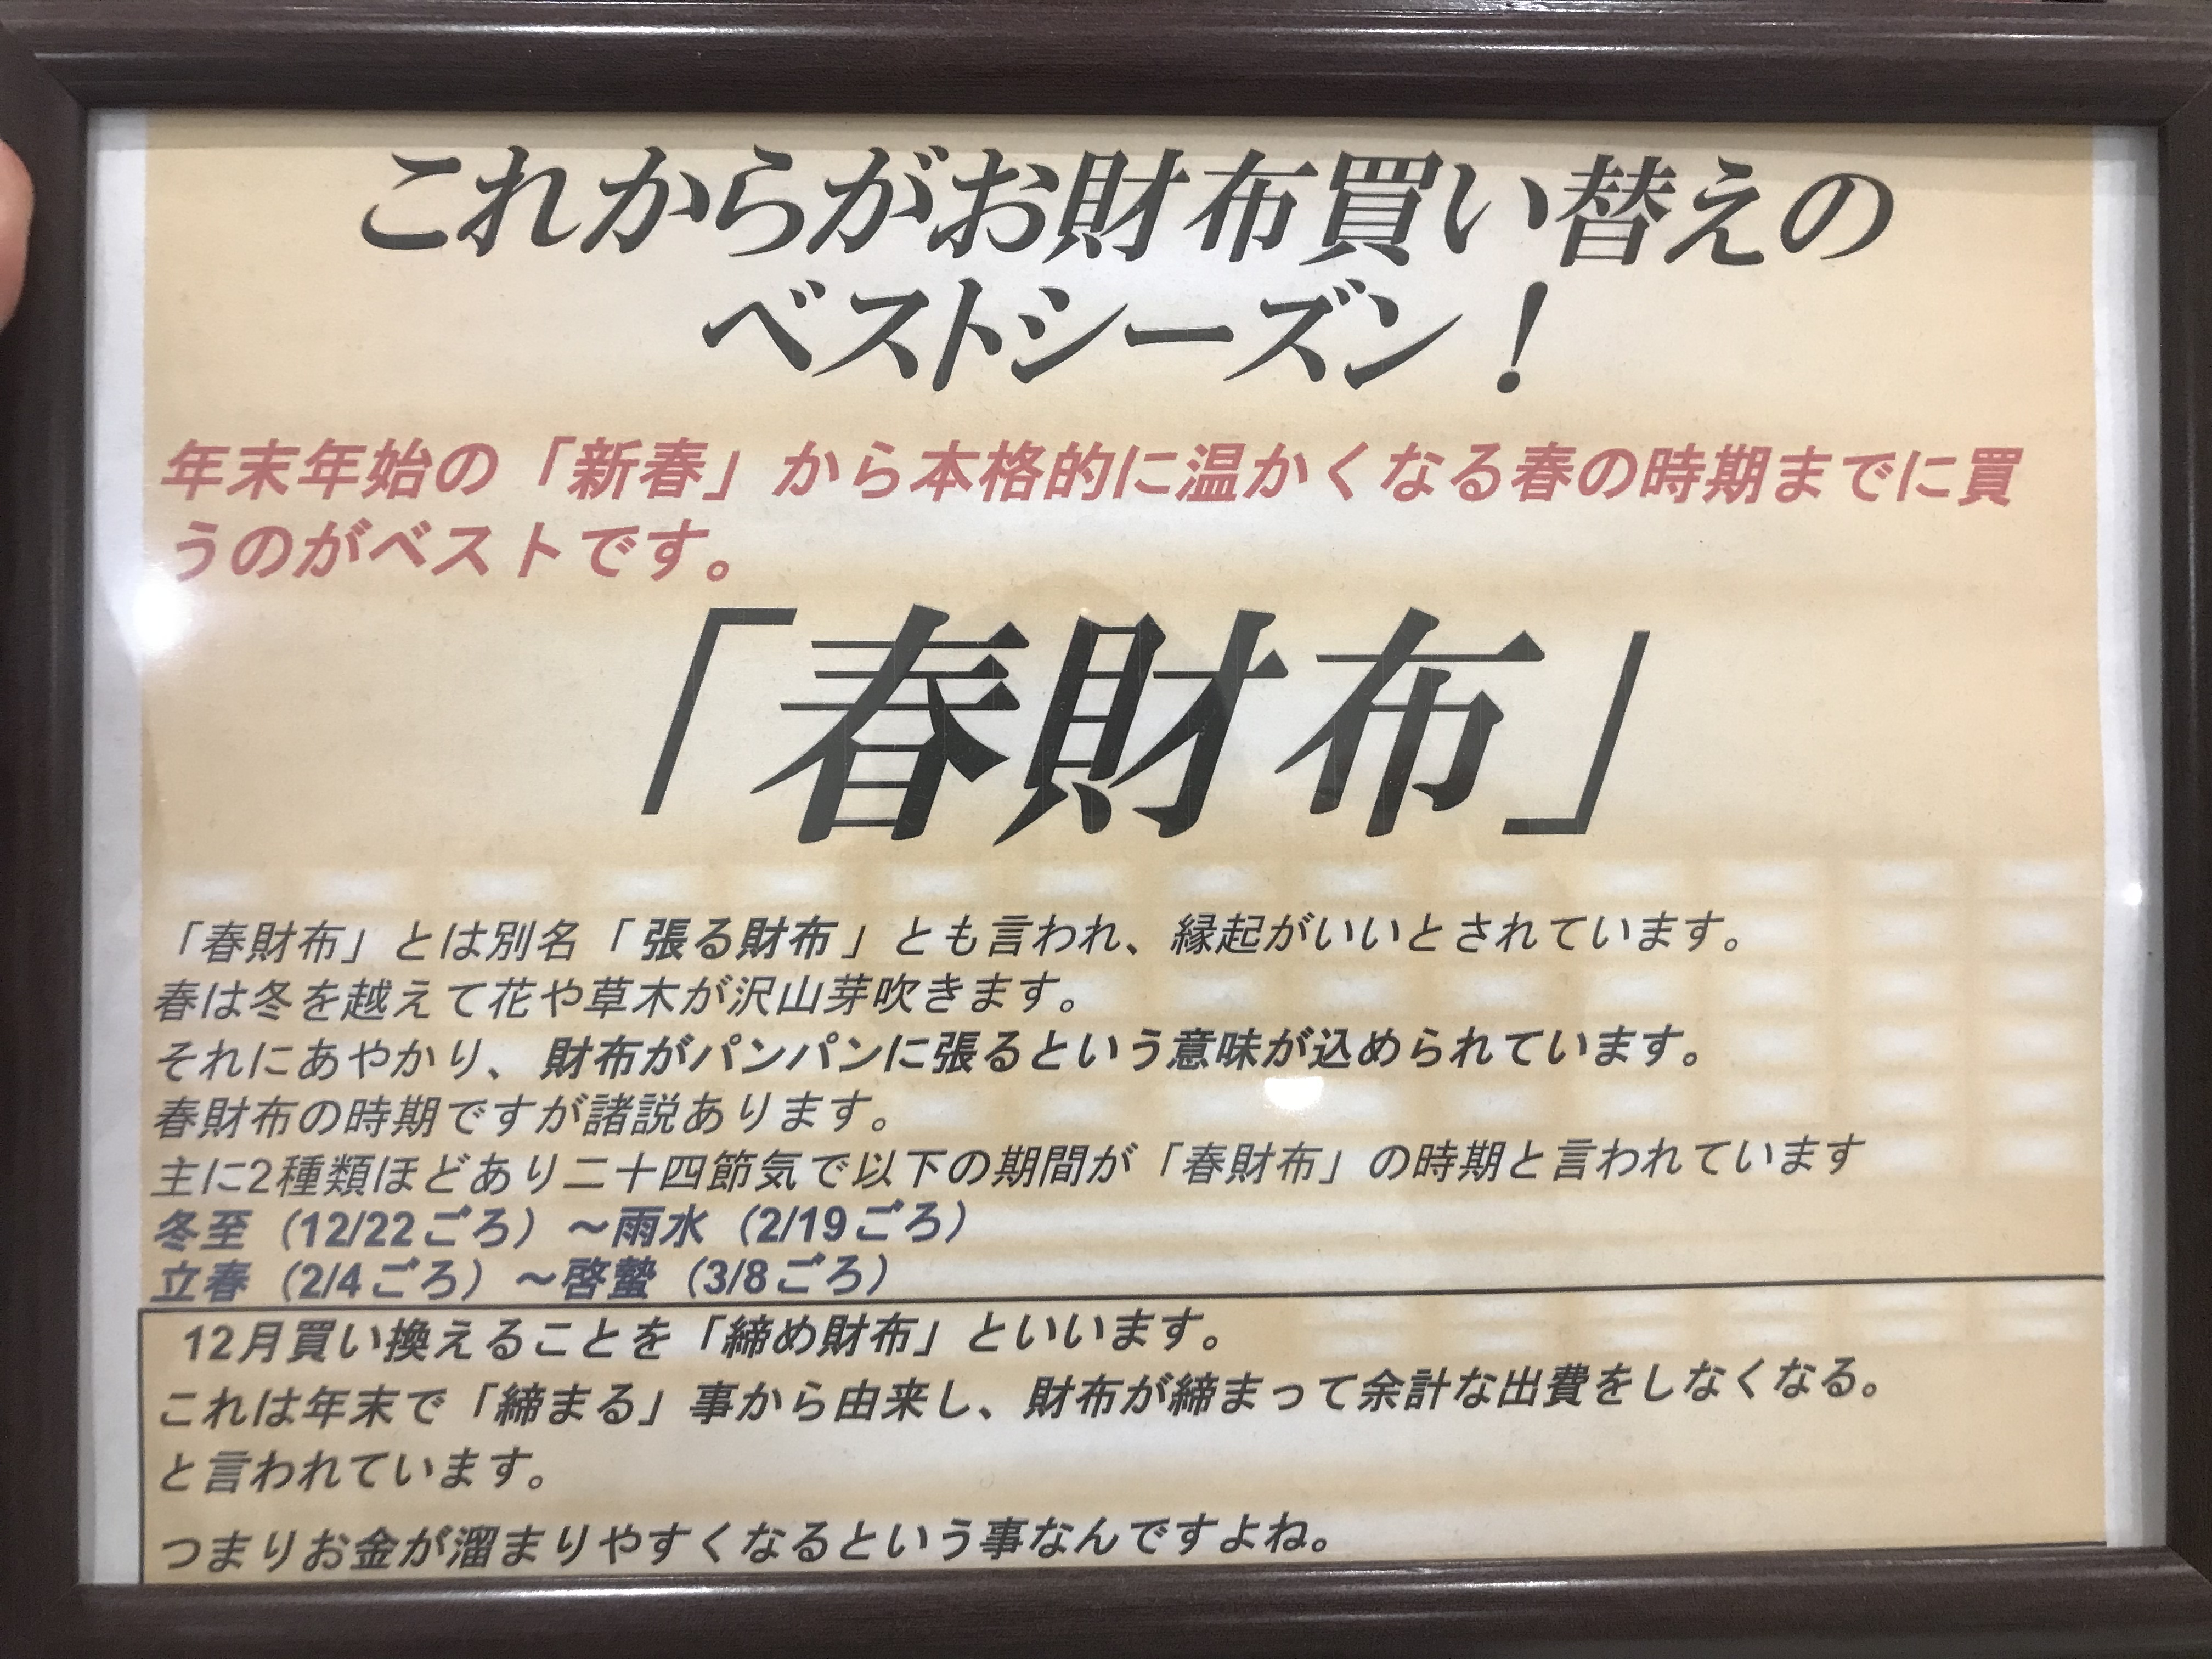 これからがお財布買い替えの
ベストシーズン！
年末年始の「新春」から本格的に温かくなる春の時期までに買
うのがベストです。
「春財布」
「春財布」とは別名「張る財布」とも言われ、縁起がいいとされています。
春は冬を越えて花や草木が沢山芽吹きます。
それにあやかり、財布がパンパンに張るという意味が込められています。
春財布の時期ですが諸説あります。
主に2種類ほどあり二十四節気で以下の期間が「春財布」の時期と言われています
冬至（12/22ごろ）～雨水（2/19ごろ）
立春（2/4ごろ）～啓蟄（3/8ごろ）
12月買い換えることを「締め財布」といいます。
これは年末で「締まる」事から由来し、財布が締まって余計な出費をしなくなる。
と言われています。
つまりお金が溜まりやすくなるという事なんですよね。